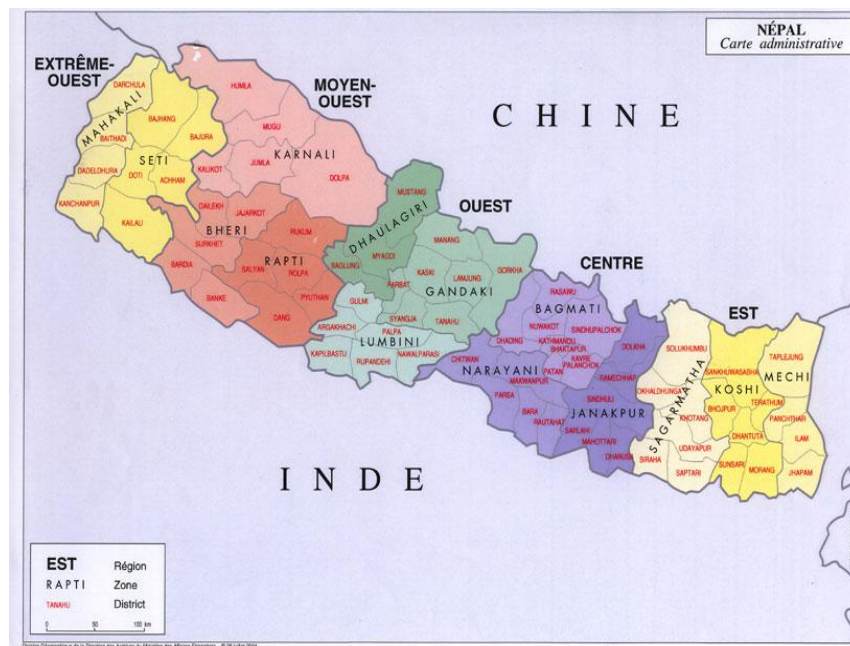 NÉPAL
Carte administrative
EXTRÊME-
OUEST
MOYEN-
OUEST
CHINE
OUEST
CENTRE
EST
INDE
MAHAKALI
DARCHULA
BAITHADI
DADELDHURA
KANCHANPUR
SETI
BAJHANG
BAJURA
DOTI
ACHHAM
KAILALI
KARNALI
HUMLA
MUGU
KALIKOT
JUMLA
DOLPA
BHERI
DAILEKH
JAJARKOT
SURKHET
BARDIA
BANKE
RAPTI
RUKUM
SALYAN
ROLPA
PYUTHAN
DANG
DHAULAGIRI
MUSTANG
MYAGDI
BAGLUNG
PARBAT
GANDAKI
MANANG
KASKI
LAMJUNG
GORKHA
SYANGJA
TANAHU
LUMBINI
GULMI
ARGAKHACHI
PALPA
KAPILBASTU
RUPANDEHI
NAWALPARASI
BAGMATI
RASAWU
NUWAKOT
SINDHUPALCHOK
DHADING
KATHMANDU
BHAKTAPUR
KAVRE
PALANCHOK
PATAN
NARAYANI
CHITWAN
MAKWANPUR
PARSA
BARA
RAUTAHAT
JANAKPUR
DOLKHA
RAMECHHAP
SINDHULI
SARLAHI
MAHOTTARI
DHANUSA
SAGARMATHA
SOLUKHUMBU
OKHALDHUNGA
KHOTANG
UDAYAPUR
SIRAHA
SAPTARI
KOSHI
SANKHUWASABHA
BHOJPUR
TERATHUM
DHANTUTA
SUNSARI
MORANG
MECHI
TAPLEJUNG
PANCHTHAR
ILAM
JHAPAM
EST Région
RAPTI Zone
TANAHU District
0 50 100 km